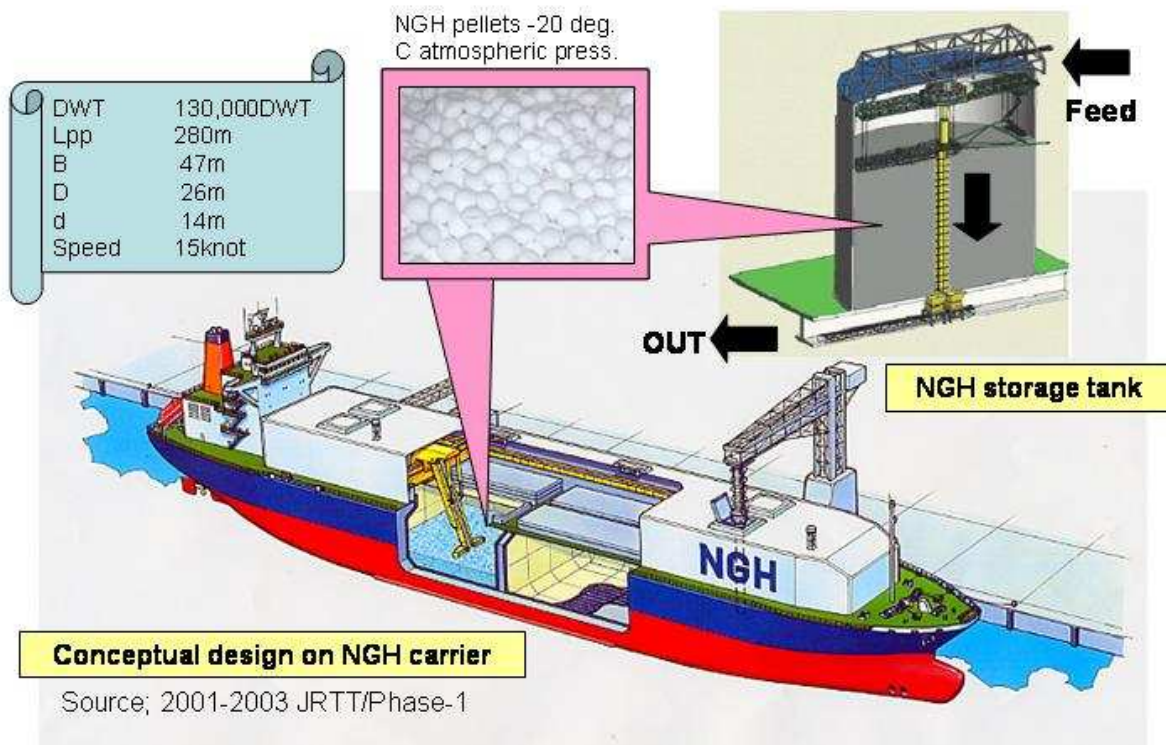 NGH pellets -20 deg.
C atmospheric press.
DWT 130,000DWT
Lpp 280m
B 47m
D 26m
d 14m
Speed 15knot
Feed
OUT
NGH storage tank
NGH
Conceptual design on NGH carrier
Source; 2001-2003 JRTT/Phase-1